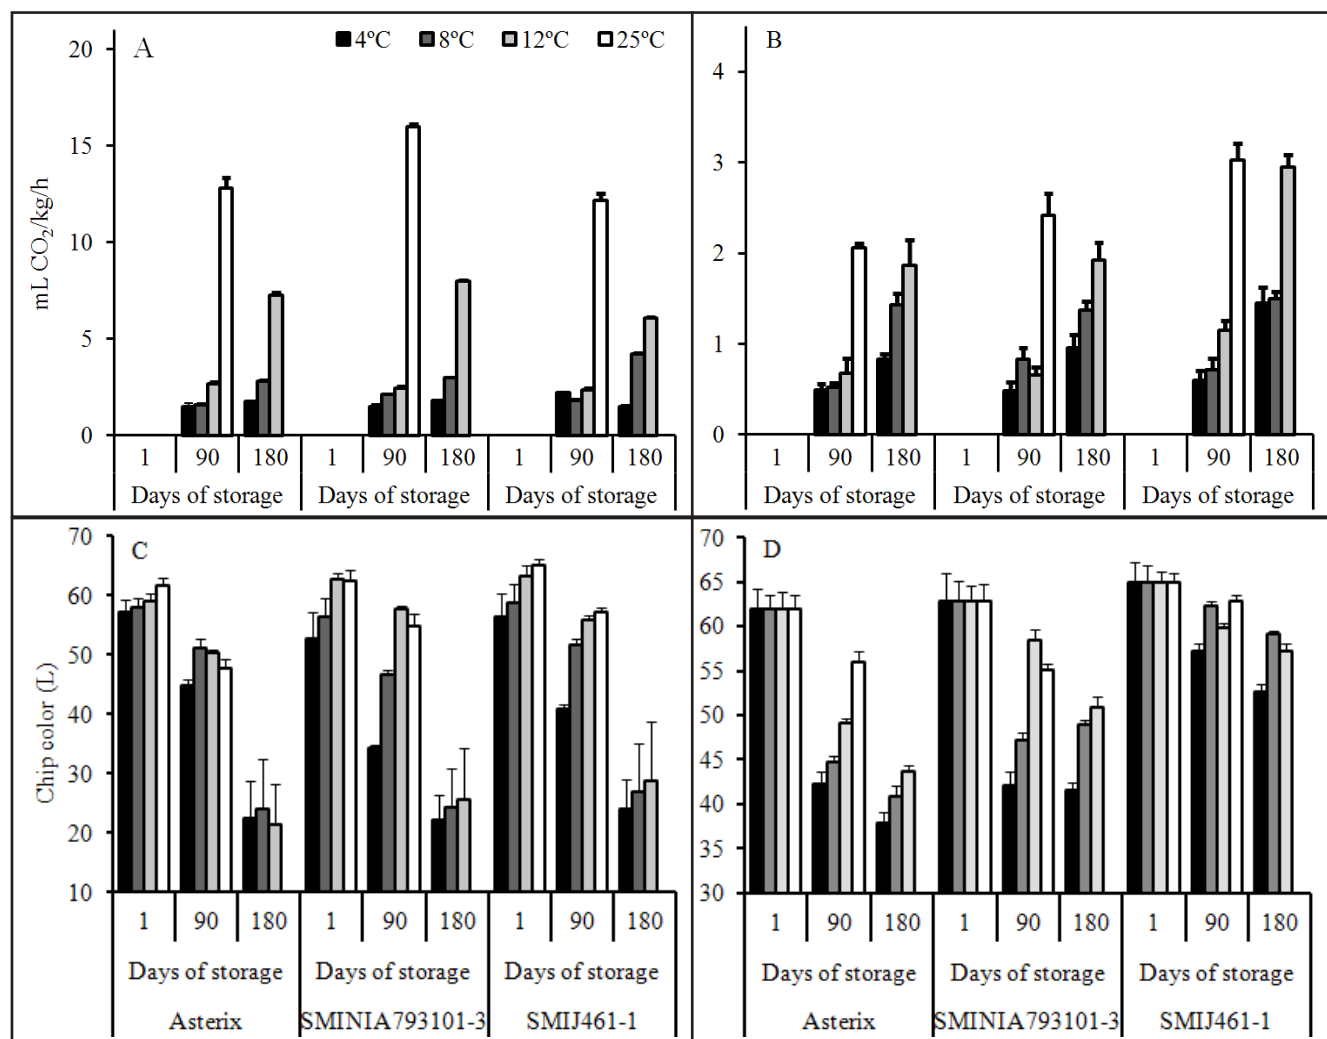 A
4ºC 8ºC 12ºC 25ºC
20
15
10
5
0
mL CO₂/kg/h
1 90 180 1 90 180 1 90 180
Days of storage Days of storage Days of storage
B
4
3
2
1
0
1 90 180 1 90 180 1 90 180
Days of storage Days of storage Days of storage
C
70
60
50
40
30
20
10
Chip color (L)
1 90 180 1 90 180 1 90 180
Days of storage Days of storage Days of storage
Asterix SMINIA793101-3 SMIJ461-1
D
70
65
60
55
50
45
40
35
30
1 90 180 1 90 180 1 90 180
Days of storage Days of storage Days of storage
Asterix SMINIA793101-3 SMIJ461-1